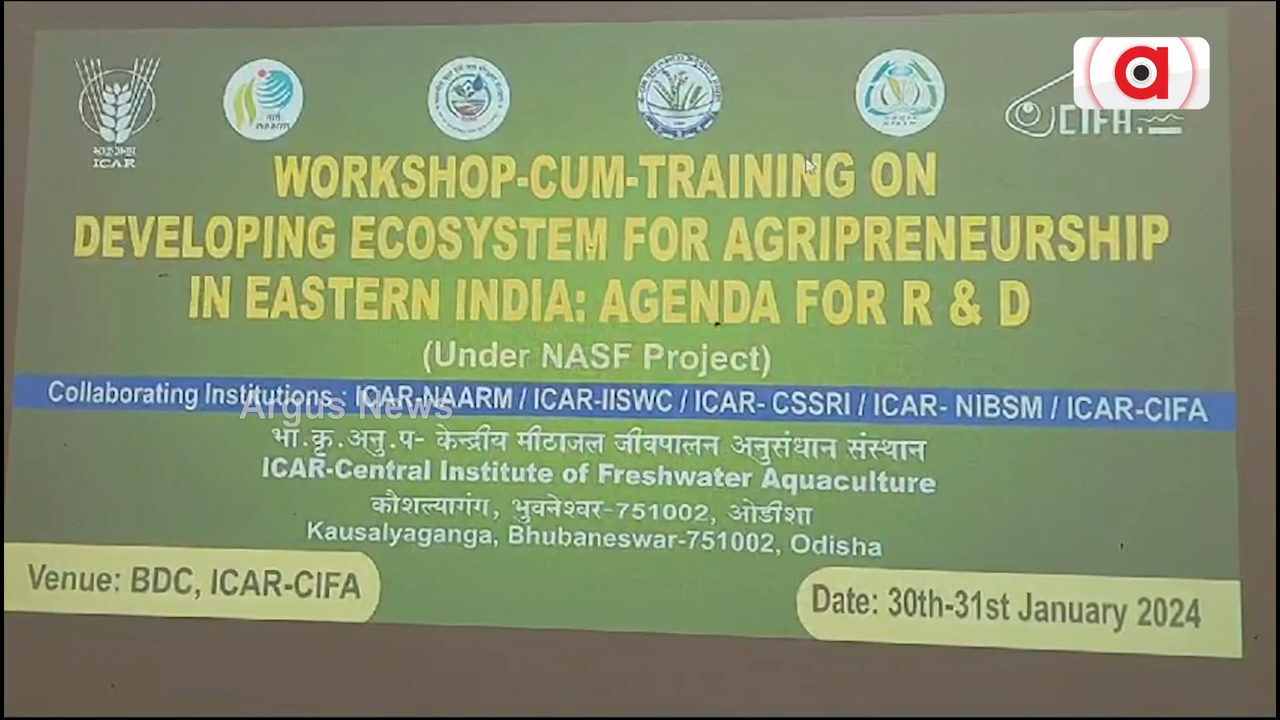 भाकृअनुप
ICAR
CIFA
a
WORKSHOP-CUM-TRAINING ON
DEVELOPING ECOSYSTEM FOR AGRIPRENEURSHIP
IN EASTERN INDIA: AGENDA FOR R & D
(Under NASF Project)
Collaborating Institutions : ICAR-NAARM / ICAR-IISWC / ICAR- CSSRI / ICAR- NIBSM / ICAR-CIFA
Argus News
भा.कृ.अनु.प- केन्द्रीय मीठाजल जीवपालन अनुसंधान संस्थान
ICAR-Central Institute of Freshwater Aquaculture
कौशल्यागंग, भुवनेश्वर-751002, ओडीशा
Kausalyaganga, Bhubaneswar-751002, Odisha
Venue: BDC, ICAR-CIFA
Date: 30th-31st January 2024